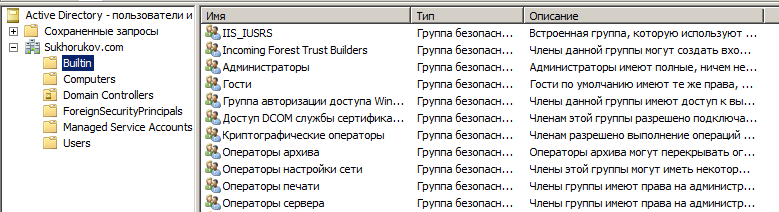 Active Directory - пользователи и
Сохраненные запросы
Sukhorukov.com
Builtin
Computers
Domain Controllers
ForeignSecurityPrincipals
Managed Service Accounts
Users
Имя Тип Описание
IIS_IUSRS Группа безопасн... Встроенная группа, которую используют ...
Incoming Forest Trust Builders Группа безопасн... Члены данной группы могут создать вхо...
Администраторы Группа безопасн... Администраторы имеют полные, ничем не...
Гости Группа безопасн... Гости по умолчанию имеют те же права, ...
Группа авторизации доступа Win... Группа безопасн... Члены данной группы имеют доступ к вы...
Доступ DCOM службы сертифика... Группа безопасн... Членам этой группы разрешено подключа...
Криптографические операторы Группа безопасн... Членам разрешено выполнение операций ...
Операторы архива Группа безопасн... Операторы архива могут перекрывать ог...
Операторы настройки сети Группа безопасн... Члены этой группы могут иметь некотор...
Операторы печати Группа безопасн... Члены группы имеют права на администр...
Операторы сервера Группа безопасн... Члены группы имеют права на администр...